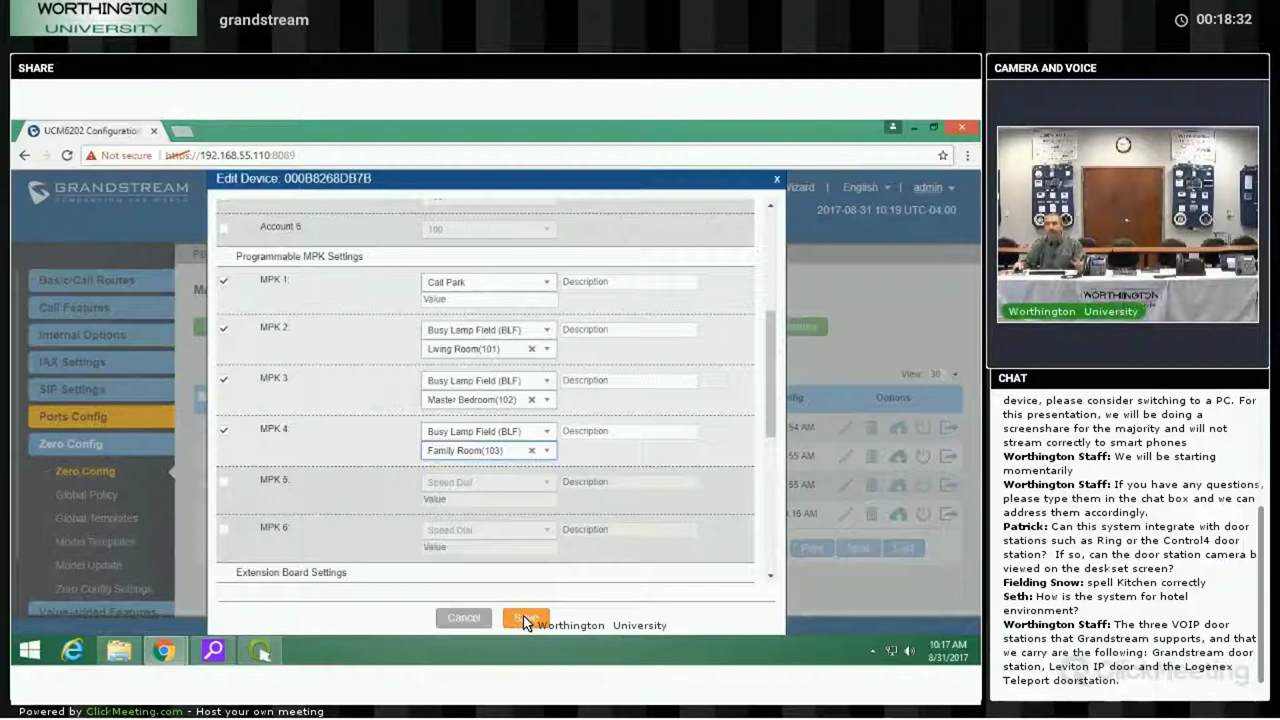 WORTHINGTON
UNIVERSITY
grandstream
00:18:32
SHARE
CAMERA AND VOICE
UCM6202 Configuration
Not secure
https://192.168.55.110:8089
GRANDSTREAM
CONNECTING THE WORLD
Edit Device: 000B8268DB7B
x
Wizard
English
admin
2017-08-31 10:19 UTC-04:00
Basic/Call Routes
Call Features
Internal Options
IAX Settings
SIP Settings
Ports Config
Zero Config
Zero Config
Global Policy
Global Templates
Model Templates
Model Update
Zero Config Settings
Value-added Features
Account 6:
100
Programmable MPK Settings
MPK 1:
Call Park
Description
Value
MPK 2:
Busy Lamp Field (BLF)
Description
Living Room(101)
MPK 3:
Busy Lamp Field (BLF)
Description
Master Bedroom(102)
MPK 4:
Busy Lamp Field (BLF)
Description
Family Room(103)
MPK 5:
Speed Dial
Description
Value
MPK 6:
Speed Dial
Description
Value
Extension Board Settings
Cancel
Save
Worthington University
View: 30
Options
Prev
Next
Last
10:17 AM
8/31/2017
WORTHINGTON
Worthington University
CHAT
device, please consider switching to a PC. For
this presentation, we will be doing a
screenshare for the majority and will
not stream correctly to smart phones
Worthington Staff: We will be starting
momentarily
Worthington Staff: If you have any questions,
please type them in the chat box and we can
address them accordingly.
Patrick: Can this system integrate with door
stations such as Ring or the Control4 door
station? If so, can the door station camera b
viewed on the deskset screen?
Fielding Snow: spell Kitchen correctly
Seth: How is the system for hotel
environment?
Worthington Staff: The three VOIP door
stations that Grandstream supports, and that
we carry are the following: Grandstream door
station, Leviton IP door and the Logenex
Teleport doorstation.
ClickMeeting
Powered by ClickMeeting.com - Host your own meeting